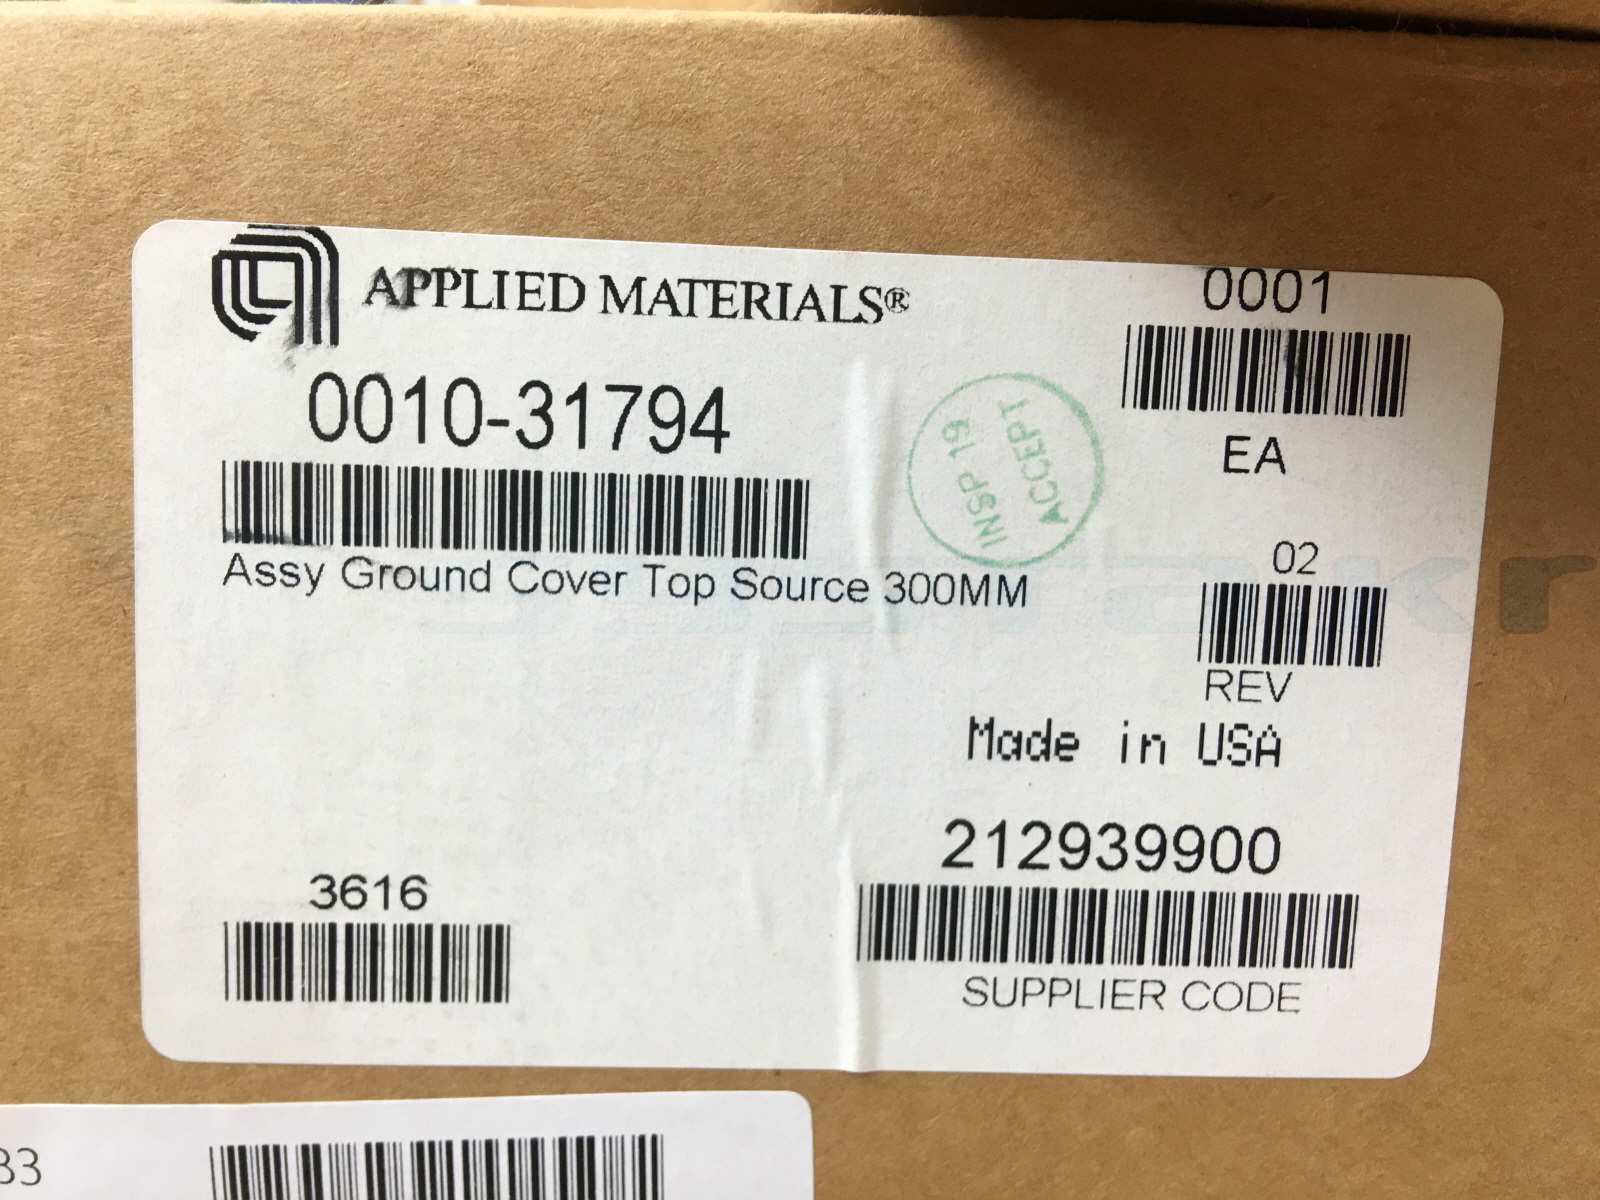 APPLIED MATERIALS®
0001
0010-31794
EA
INSP 19
ACCEPT
Assy Ground Cover Top Source 300MM
02
REV
Made in USA
212939900
3616
SUPPLIER CODE
33